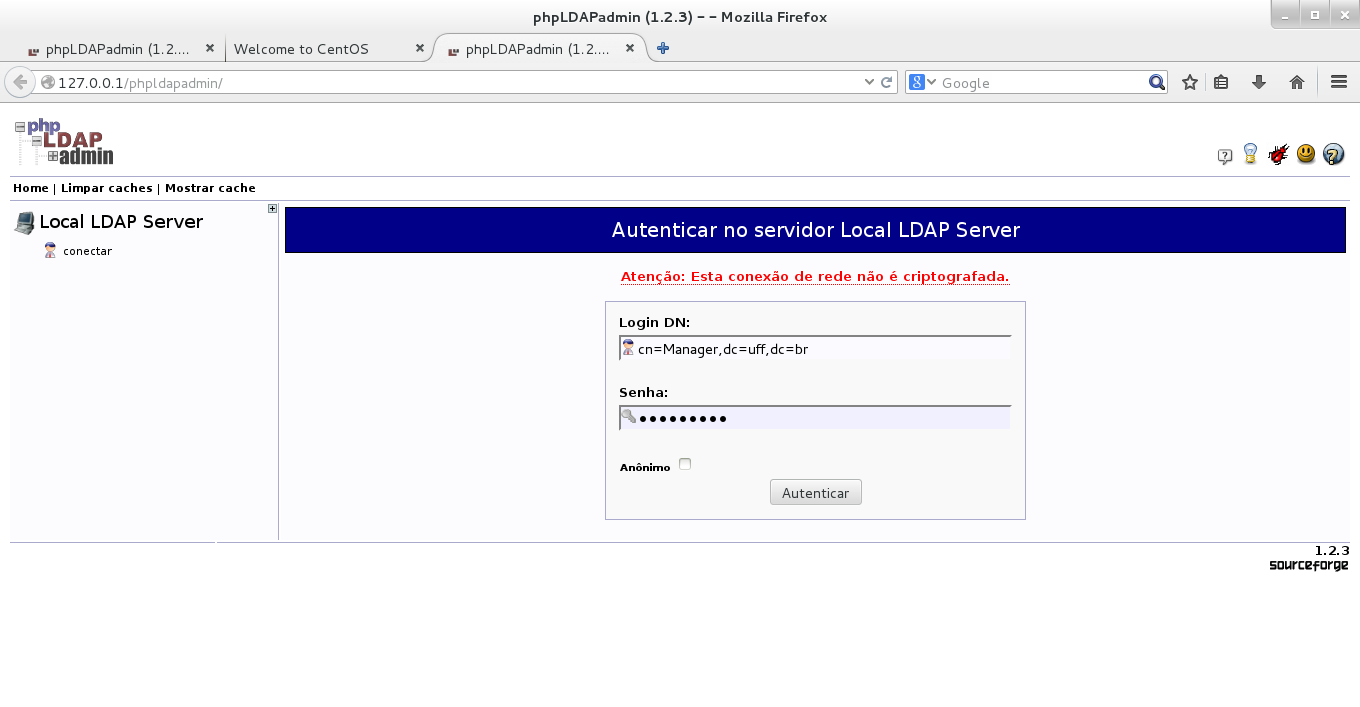 phpLDAPadmin (1.2.3) – – Mozilla Firefox
phpLDAPadmin (1.2.... Welcome to CentOS phpLDAPadmin (1.2....
127.0.0.1/phpldapadmin/ Google
php
LDAP
admin
Home | Limpar caches | Mostrar cache
Local LDAP Server
conectar
Autenticar no servidor Local LDAP Server
Atenção: Esta conexão de rede não é criptografada.
Login DN:
cn=Manager,dc=uff,dc=br
Senha:
•••••••••
Anônimo
Autenticar
1.2.3
sourceforge